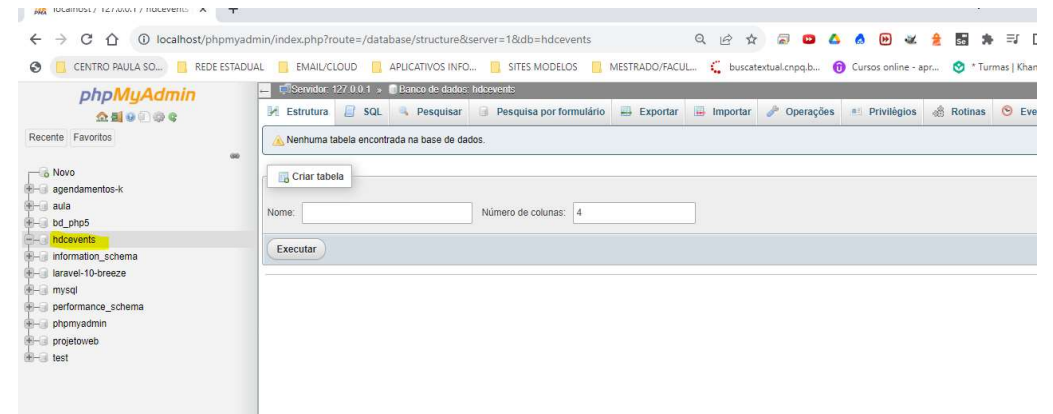 localhost / 127.0.0.1 / hdcevents
localhost/phpmyadmin/index.php?route=/database/structure&server=1&db=hdcevents
CENTRO PAULA SO... REDE ESTADUAL EMAIL/CLOUD APLICATIVOS INFO... SITES MODELOS MESTRADO/FACUL... buscatextual.cnpq.b... Cursos online - apr... * Turmas | Khan
phpMyAdmin
Recente Favoritos
Novo
agendamentos-k
aula
bd_php5
hdcevents
information_schema
laravel-10-breeze
mysql
performance_schema
phpmyadmin
projetoweb
test
Servidor: 127.0.0.1 » Banco de dados: hdcevents
Estrutura SQL Pesquisar Pesquisa por formulário Exportar Importar Operações Privilégios Rotinas Eve
Nenhuma tabela encontrada na base de dados.
Criar tabela
Nome: Número de colunas: 4
Executar